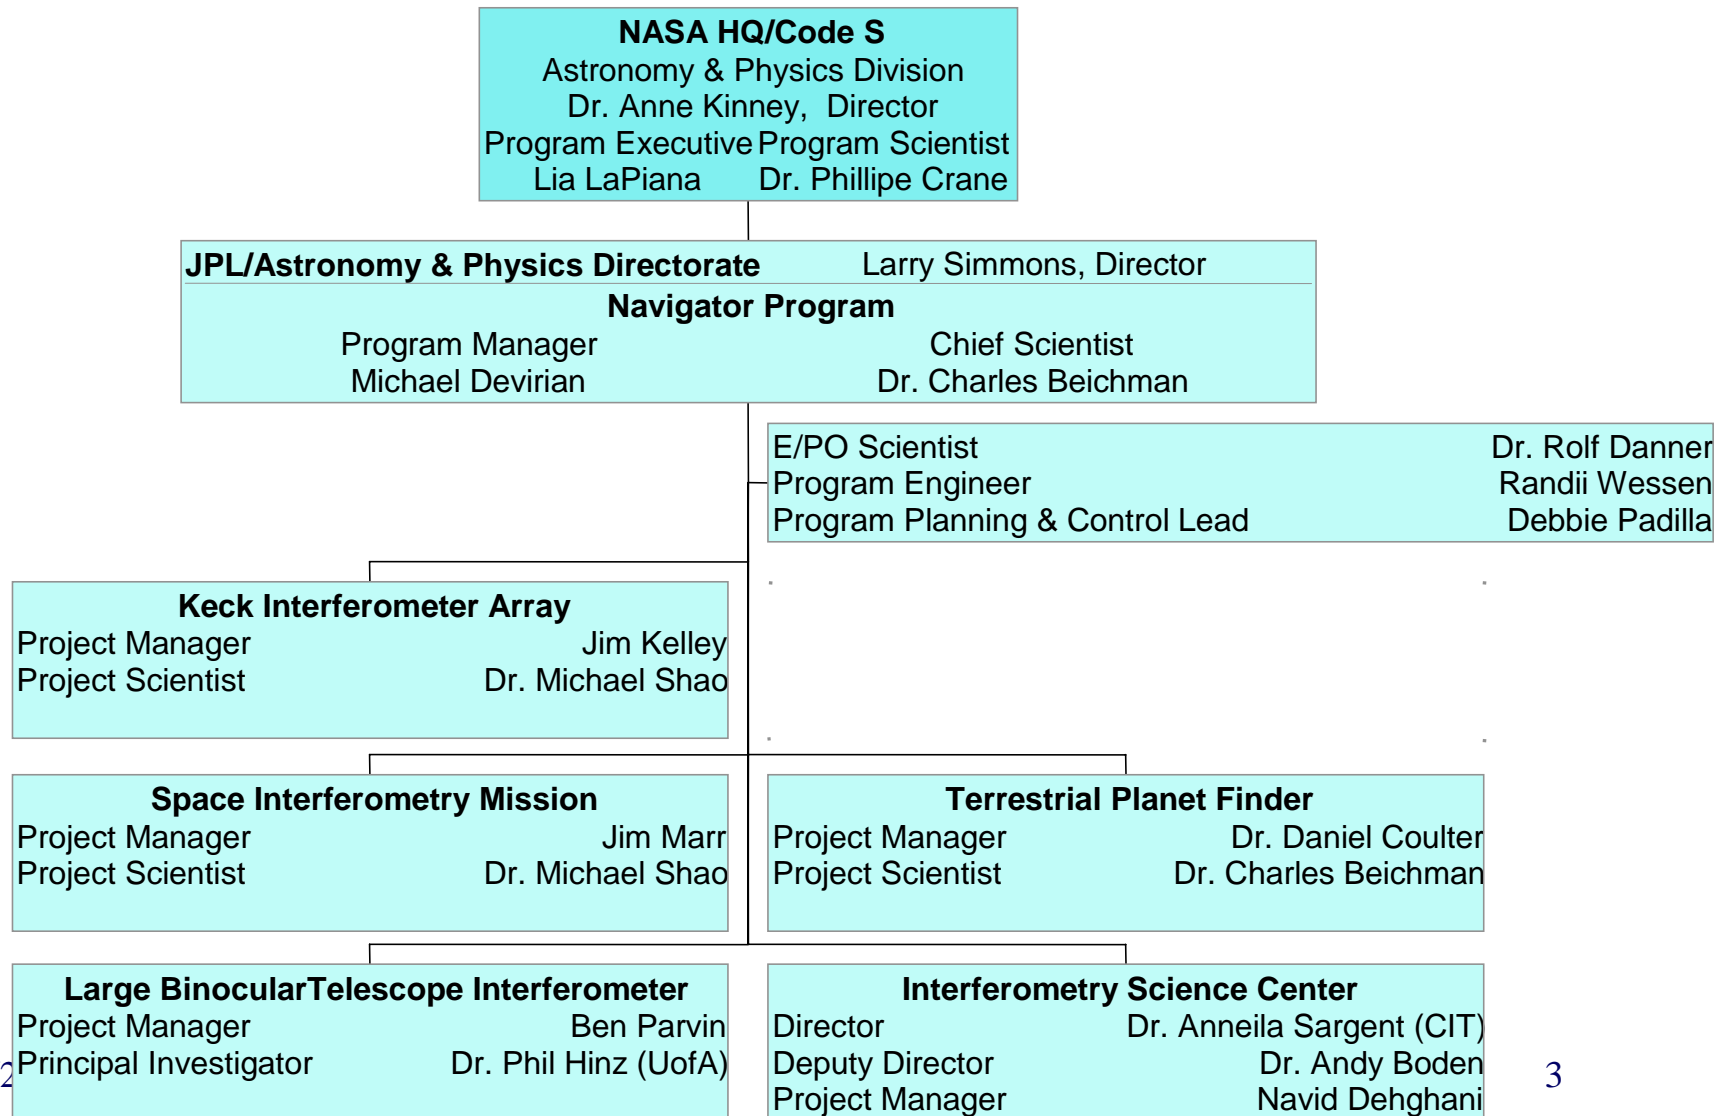 NASA HQ/Code S
Astronomy & Physics Division
Dr. Anne Kinney, Director
Program Executive Program Scientist
Lia LaPiana Dr. Phillipe Crane
JPL/Astronomy & Physics Directorate Larry Simmons, Director
Navigator Program
Program Manager Chief Scientist
Michael Devirian Dr. Charles Beichman
E/PO Scientist Dr. Rolf Danner
Program Engineer Randii Wessen
Program Planning & Control Lead Debbie Padilla
Keck Interferometer Array
Project Manager Jim Kelley
Project Scientist Dr. Michael Shao
Space Interferometry Mission
Project Manager Jim Marr
Project Scientist Dr. Michael Shao
Terrestrial Planet Finder
Project Manager Dr. Daniel Coulter
Project Scientist Dr. Charles Beichman
Large BinocularTelescope Interferometer
Project Manager Ben Parvin
Principal Investigator Dr. Phil Hinz (UofA)
Interferometry Science Center
Director Dr. Anneila Sargent (CIT)
Deputy Director Dr. Andy Boden
Project Manager Navid Dehghani
2
3